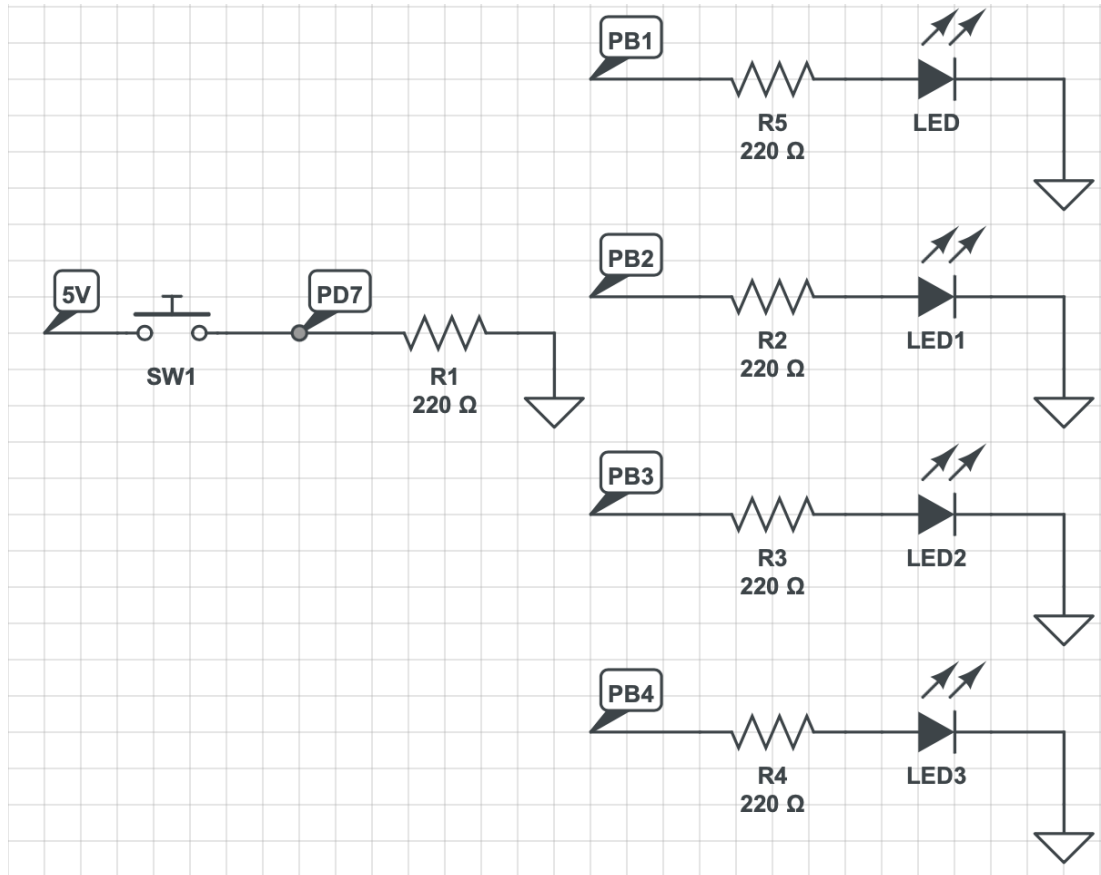 PB1
R5
220 Ω
LED
5V
SW1
PD7
R1
220 Ω
PB2
R2
220 Ω
LED1
PB3
R3
220 Ω
LED2
PB4
R4
220 Ω
LED3